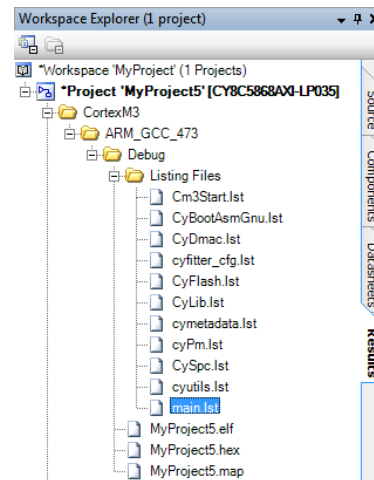 Workspace Explorer (1 project)
*Workspace 'MyProject' (1 Projects)
*Project 'MyProject5' [CY8C5868AXI-LP035]
CortexM3
ARM_GCC_473
Debug
Listing Files
Cm3Start.lst
CyBootAsmGnu.lst
CyDmac.lst
cyfitter_cfg.lst
CyFlash.lst
CyLib.lst
cymetadata.lst
cyPm.lst
CySpc.lst
cyutils.lst
main.lst
MyProject5.elf
MyProject5.hex
MyProject5.map
Source
Components
Datasheets
Results